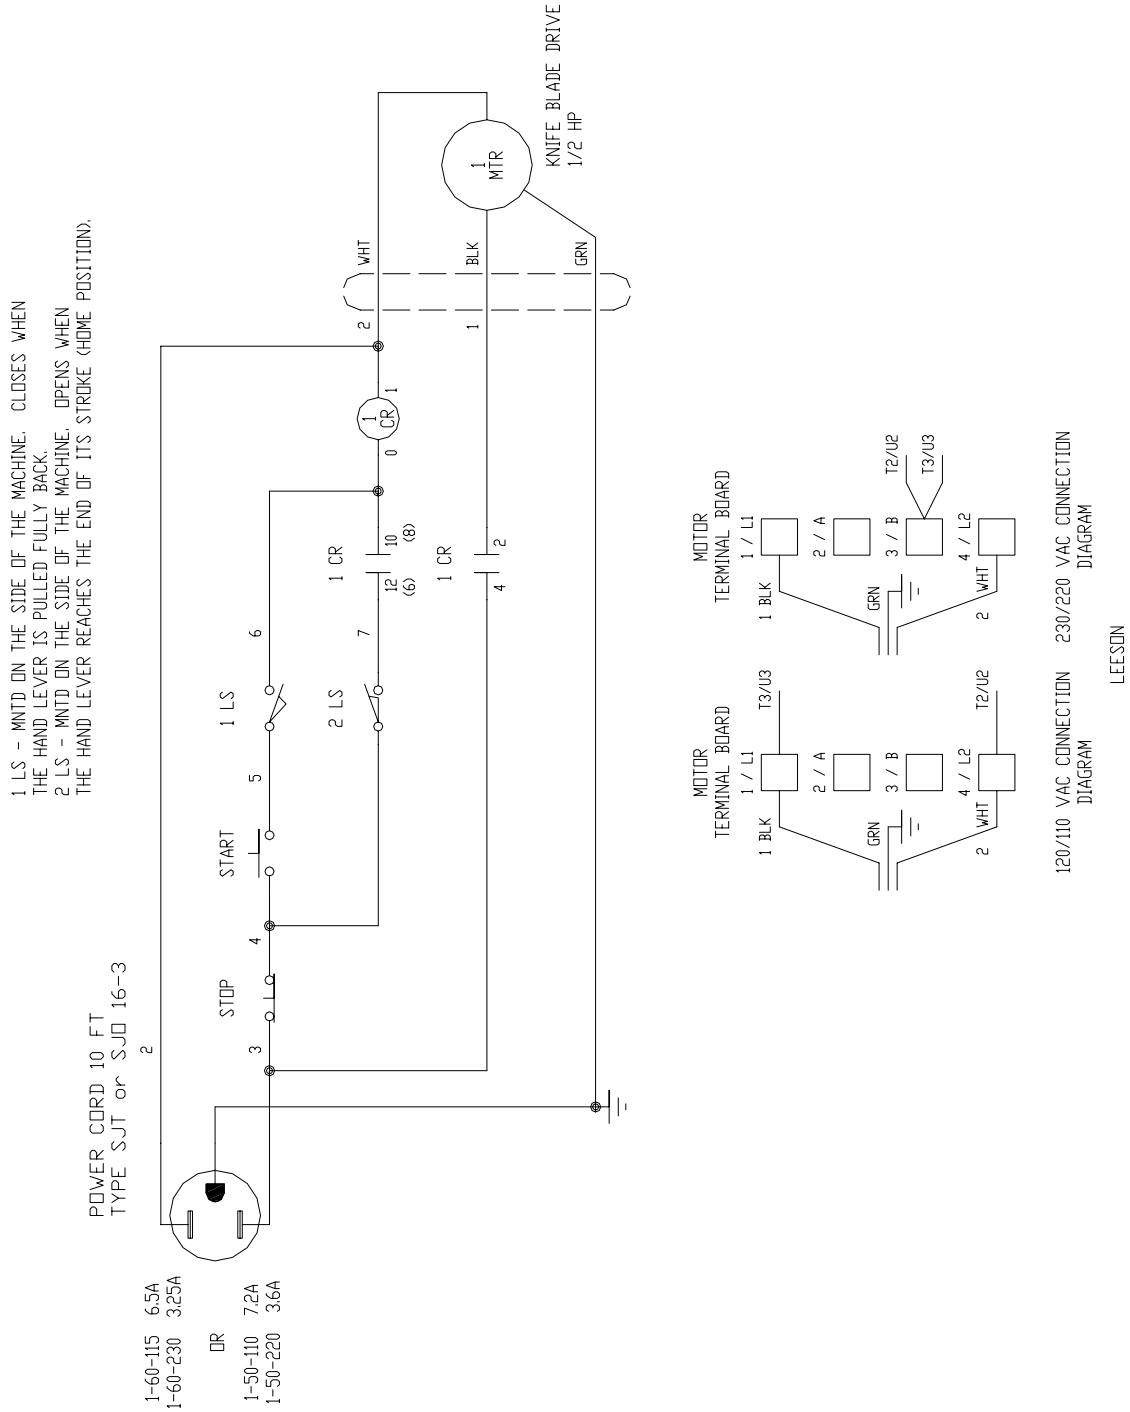 1 LS - MNTD ON THE SIDE OF THE MACHINE. CLOSES WHEN
THE HAND LEVER IS PULLED FULLY BACK.
2 LS - MNTD ON THE SIDE OF THE MACHINE. OPENS WHEN
THE HAND LEVER REACHES THE END OF ITS STROKE (HOME POSITION).
POWER CORD 10 FT
TYPE SJT or SJO 16-3
1-60-115 6.5A
1-60-230 3.25A
OR
1-50-110 7.2A
1-50-220 3.6A
2
STOP
3
4
START
5
1 LS
6
2 LS
7
1 CR
12
(6)
10
(8)
0
1
CR
1
2
WHT
1 CR
4
2
1
BLK
GRN
1
MTR
KNIFE BLADE DRIVE
1/2 HP
MOTOR
TERMINAL BOARD
1 BLK
1 / L1
T3/U3
2 / A
3 / B
GRN
4 / L2
2
WHT
T2/U2
120/110 VAC CONNECTION
DIAGRAM
MOTOR
TERMINAL BOARD
1 BLK
1 / L1
2 / A
3 / B
T2/U2
T3/U3
GRN
4 / L2
2
WHT
230/220 VAC CONNECTION
DIAGRAM
LEESON